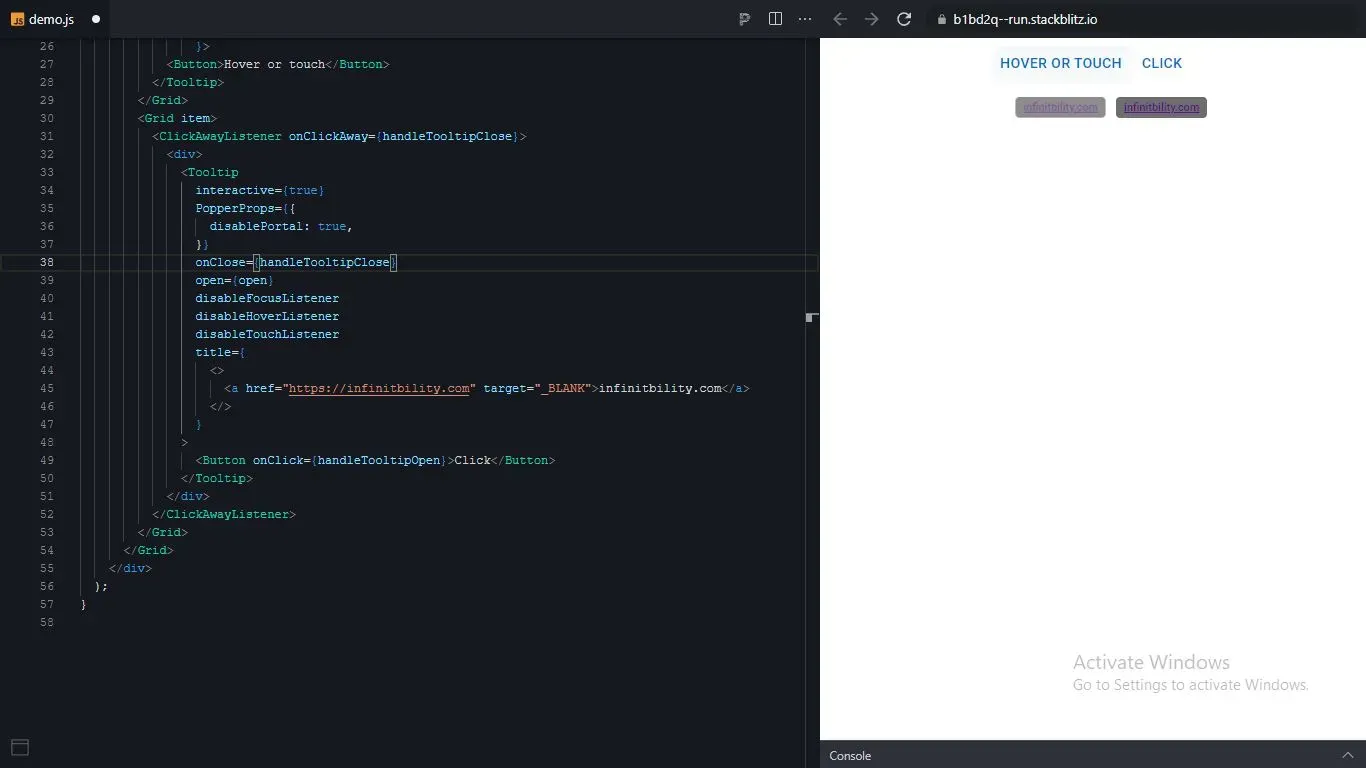 demo.js
b1bd2q--run.stackblitz.io
26 }>
27 <Button>Hover or touch</Button>
28 </Tooltip>
29 </Grid>
30 <Grid item>
31 <ClickAwayListener onClickAway={handleTooltipClose}>
32 <div>
33 <Tooltip
34 interactive={true}
35 PopperProps={{
36 disablePortal: true,
37 }}
38 onClose={handleTooltipClose}
39 open={open}
40 disableFocusListener
41 disableHoverListener
42 disableTouchListener
43 title={
44 <>
45 <a href="https://infinitbility.com" target="_BLANK">infinitbility.com</a>
46 </>
47 }
48 >
49 <Button onClick={handleTooltipOpen}>Click</Button>
50 </Tooltip>
51 </div>
52 </ClickAwayListener>
53 </Grid>
54 </Grid>
55 </div>
56 );
57 }
58
HOVER OR TOUCH CLICK
infinitbility.com infinitbility.com
Activate Windows
Go to Settings to activate Windows.
Console